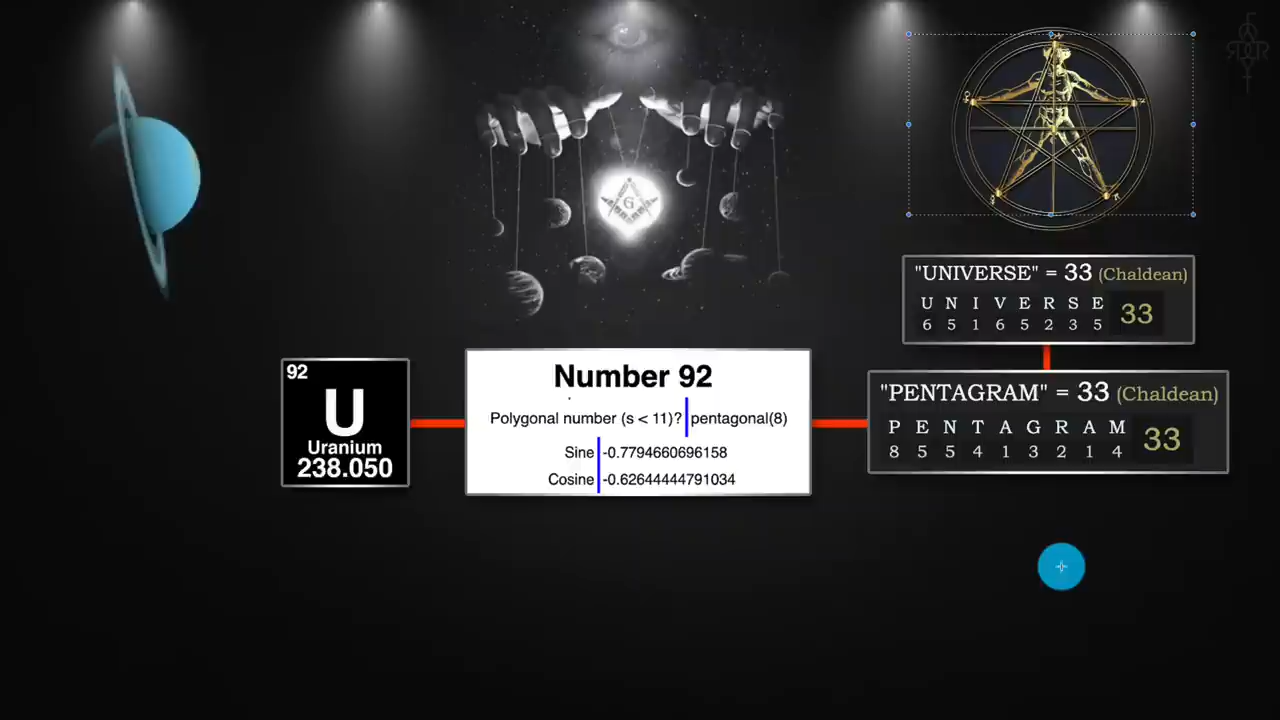 G
"UNIVERSE" = 33 (Chaldean)
U N I V E R S E 33
6 5 1 6 5 2 3 5
92
U
Uranium
238.050
Number 92
Polygonal number (s < 11)? pentagonal(8)
Sine -0.7794660696158
Cosine -0.62644444791034
"PENTAGRAM" = 33 (Chaldean)
P E N T A G R A M 33
8 5 5 4 1 3 2 1 4